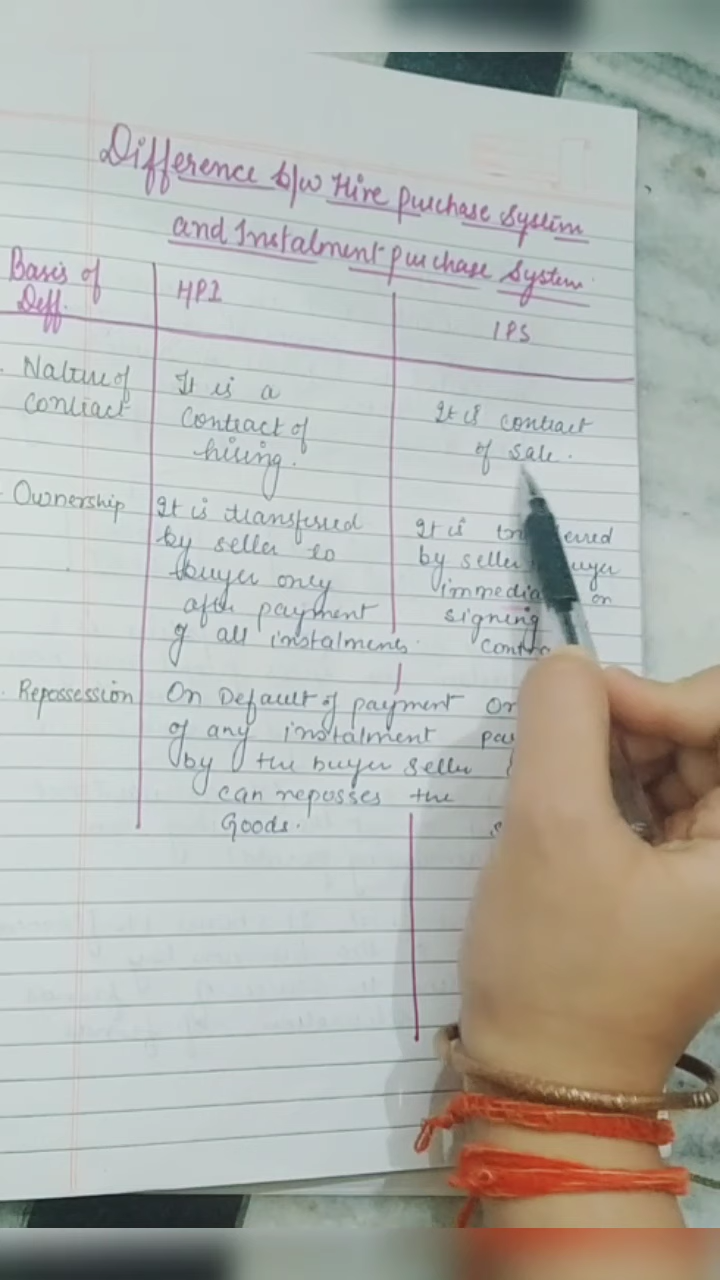 Difference b/w Hire Purchase System
and Instalment Purchase System
Basis of
Deff.
HPI
IPS
Nature of
Contract
It is a
Contract of
hiring.
It is contract
of sale.
Ownership
It is transferred
by seller to
buyer only
after payment
of all instalments.
It is
by seller
on
signing
Repossession
On Default of payment
of any instalment
by the buyer seller
can reposses the
Goods.